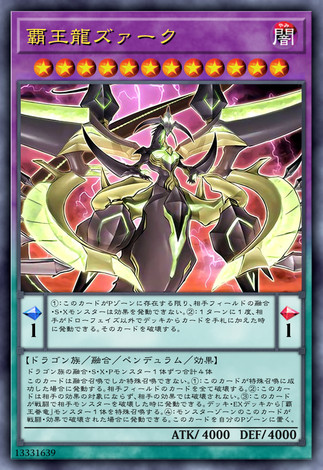 覇王龍ズァーク
闇
やみ
①:このカードがPゾーンに存在する限り、相手フィールドの融合
・S・Xモンスターは効果を発動できない。②:1ターンに1度、相
手がドローフェイズ以外でデッキからカードを手札に加えた時
に発動できる。そのカードを破壊する。
1
1
【ドラゴン族/融合/ペンデュラム/効果】
ドラゴン族の融合・S・X・Pモンスター1体ずつ合計4体
このカードは融合召喚でしか特殊召喚できない。①:このカードが特殊召喚に成
功した場合に発動する。相手フィールドのカードを全て破壊する。②:このカー
ドは相手の効果の対象にならず、相手の効果では破壊されない。③:このカードが
戦闘で相手モンスターを破壊した時に発動できる。デッキ・EXデッキから「覇
王眷竜」モンスター1体を特殊召喚する。④:モンスターゾーンのこのカードが
戦闘・効果で破壊された場合に発動できる。このカードを自分のPゾーンに置く。
ATK/ 4000 DEF/ 4000
13331639